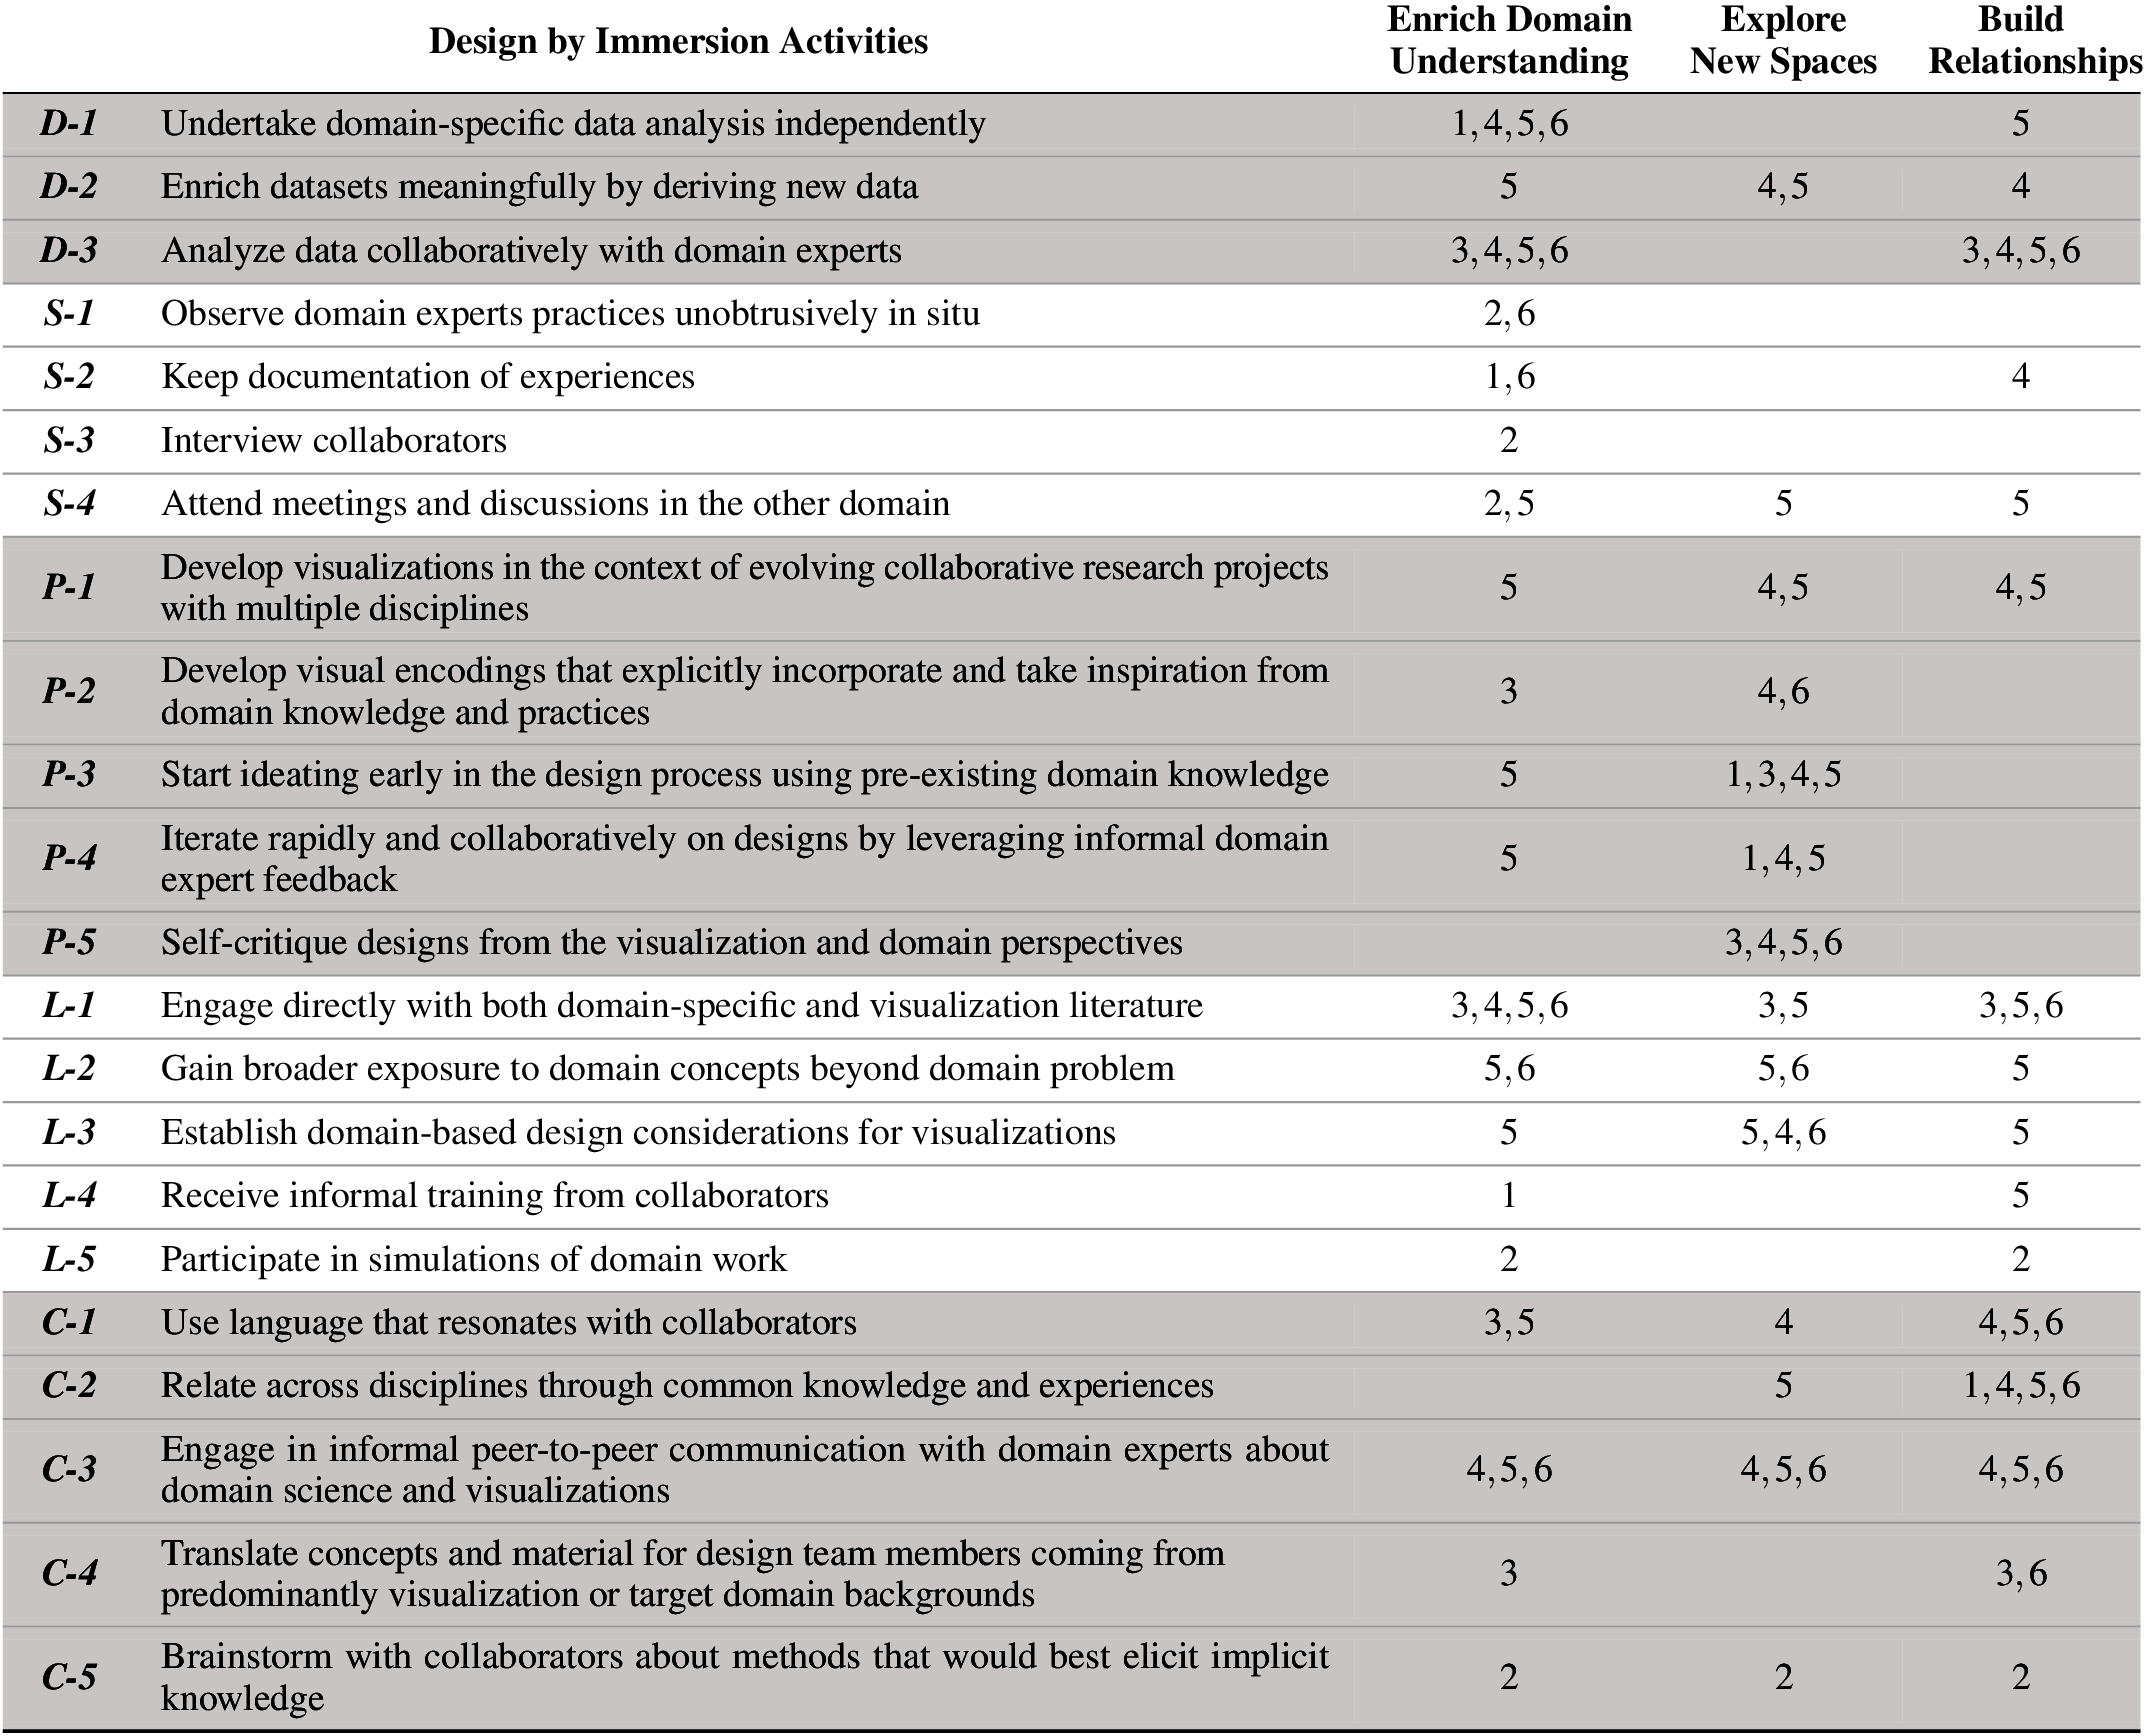 Design by Immersion Activities Enrich Domain Understanding Explore New Spaces Build Relationships
D-1 Undertake domain-specific data analysis independently 1,4,5,6 5
D-2 Enrich datasets meaningfully by deriving new data 5 4,5 4
D-3 Analyze data collaboratively with domain experts 3,4,5,6 3,4,5,6
S-1 Observe domain experts practices unobtrusively in situ 2,6
S-2 Keep documentation of experiences 1,6 4
S-3 Interview collaborators 2
S-4 Attend meetings and discussions in the other domain 2,5 5 5
P-1 Develop visualizations in the context of evolving collaborative research projects
with multiple disciplines 5 4,5 4,5
P-2 Develop visual encodings that explicitly incorporate and take inspiration from
domain knowledge and practices 3 4,6
P-3 Start ideating early in the design process using pre-existing domain knowledge 5 1,3,4,5
P-4 Iterate rapidly and collaboratively on designs by leveraging informal domain
expert feedback 5 1,4,5
P-5 Self-critique designs from the visualization and domain perspectives 3,4,5,6
L-1 Engage directly with both domain-specific and visualization literature 3,4,5,6 3,5 3,5,6
L-2 Gain broader exposure to domain concepts beyond domain problem 5,6 5,6 5
L-3 Establish domain-based design considerations for visualizations 5 5,4,6 5
L-4 Receive informal training from collaborators 1 5
L-5 Participate in simulations of domain work 2 2
C-1 Use language that resonates with collaborators 3,5 4 4,5,6
C-2 Relate across disciplines through common knowledge and experiences 5 1,4,5,6
C-3 Engage in informal peer-to-peer communication with domain experts about
domain science and visualizations 4,5,6 4,5,6 4,5,6
C-4 Translate concepts and material for design team members coming from
predominantly visualization or target domain backgrounds 3 3,6
C-5 Brainstorm with collaborators about methods that would best elicit implicit
knowledge 2 2 2